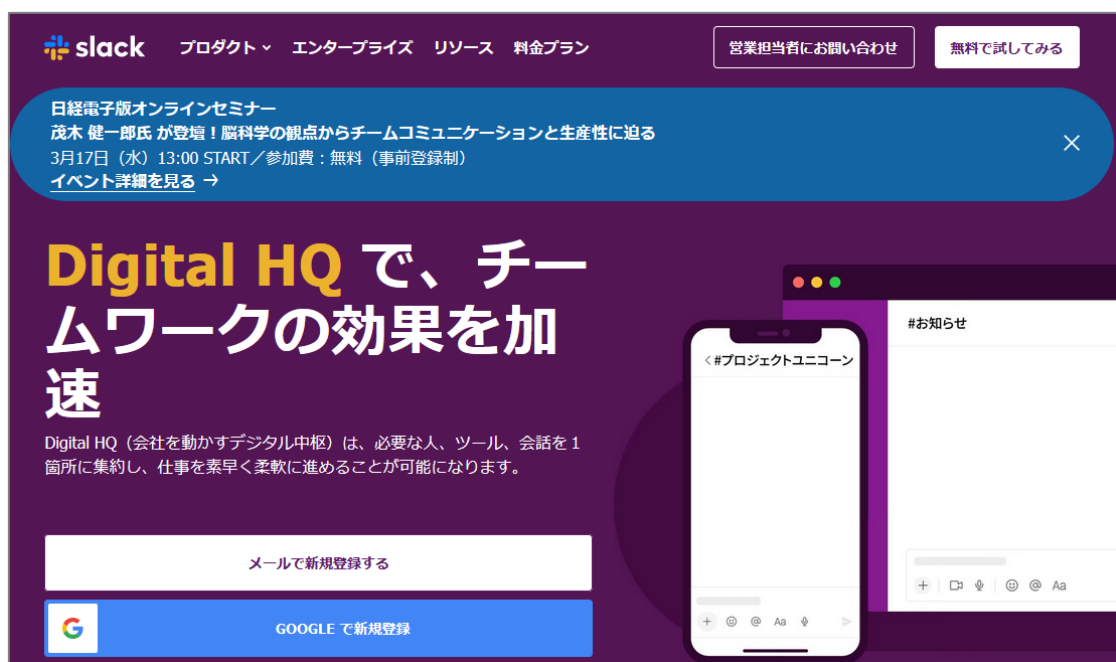 slack
プロダクト エンタープライズ リソース 料金プラン
営業担当者にお問い合わせ
無料で試してみる
日経電子版オンラインセミナー
茂木 健一郎氏 が登壇！脳科学の観点からチームコミュニケーションと生産性に迫る
3月17日（水）13:00 START／参加費：無料（事前登録制）
イベント詳細を見る →
Digital HQ で、チー
ムワークの効果を加
速
Digital HQ（会社を動かすデジタル中枢）は、必要な人、ツール、会話を 1
箇所に集約し、仕事を素早く柔軟に進めることが可能になります。
メールで新規登録する
G
GOOGLE で新規登録
#プロジェクトユニコーン
@ Aa
#お知らせ
@ Aa